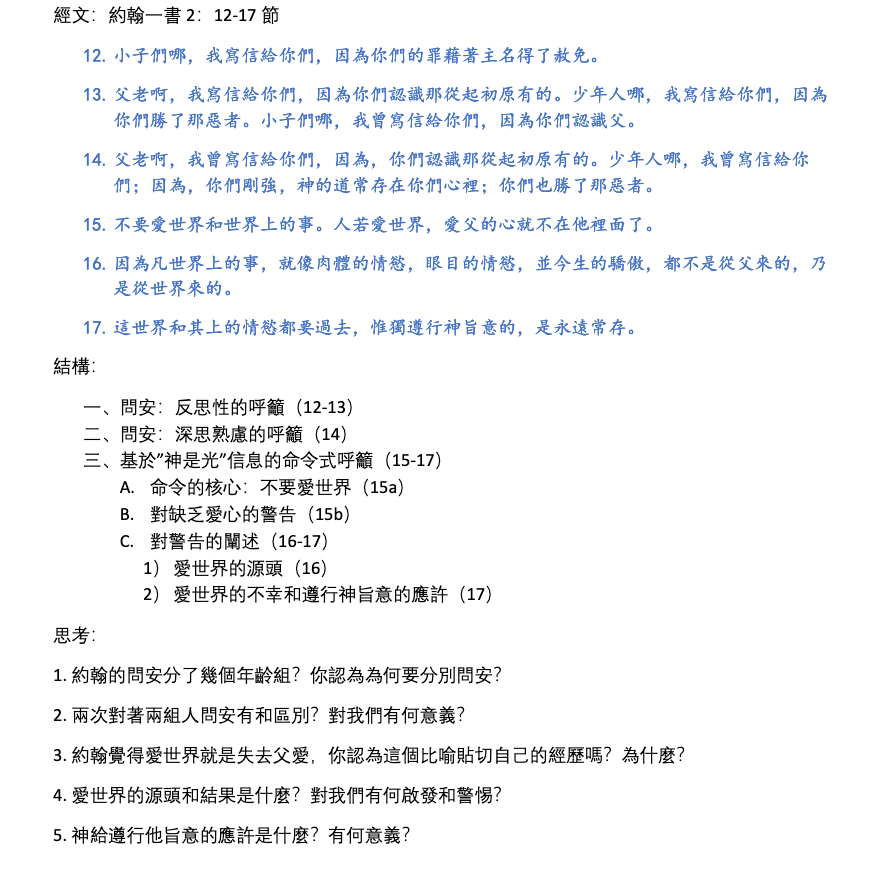 經文：約翰一書 2：12-17 節
12. 小子們哪，我寫信給你們，因為你們的罪藉著主名得了赦免。
13. 父老啊，我寫信給你們，因為你們認識那從起初原有的。少年人哪，我寫信給你們，因為
你們勝了那惡者。小子們哪，我曾寫信給你們，因為你們認識父。
14. 父老啊，我曾寫信給你們，因為，你們認識那從起初原有的。少年人哪，我曾寫信給你
們；因為，你們剛強，神的道常存在你們心裡；你們也勝了那惡者。
15. 不要愛世界和世界上的事。人若愛世界，愛父的心就不在他裡面了。
16. 因為凡世界上的事，就像肉體的情慾，眼目的情慾，並今生的驕傲，都不是從父來的，乃
是從世界來的。
17. 這世界和其上的情慾都要過去，惟獨遵行神旨意的，是永遠常存。
結構：
一、問安：反思性的呼籲（12-13）
二、問安：深思熟慮的呼籲（14）
三、基於”神是光”信息的命令式呼籲（15-17）
A. 命令的核心：不要愛世界（15a）
B. 對缺乏愛心的警告（15b）
C. 對警告的闡述（16-17）
1） 愛世界的源頭（16）
2） 愛世界的不幸和遵行神旨意的應許（17）
思考：
1. 約翰的問安分了幾個年齡組？你認為為何要分別問安？
2. 兩次對著兩組人問安有和區別？對我們有何意義？
3. 約翰覺得愛世界就是失去父愛，你認為這個比喻貼切自己的經歷嗎？為什麼？
4. 愛世界的源頭和結果是什麼？對我們有何啟發和警惕？
5. 神給遵行他旨意的應許是什麼？有何意義？